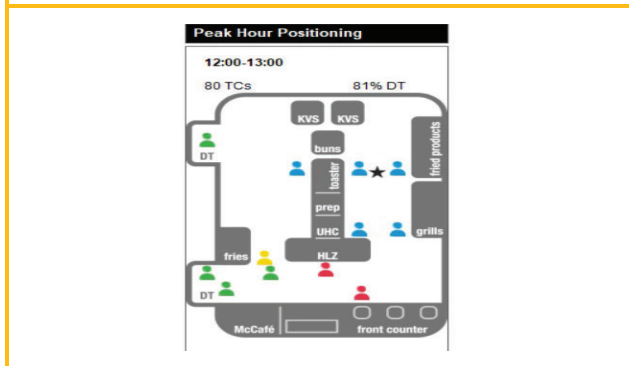 Peak Hour Positioning
12:00-13:00
80 TCs 81% DT
KVS KVS
buns
fried products
DT
toaster
prep
UHC
grills
fries
HLZ
DT
McCafé
front counter